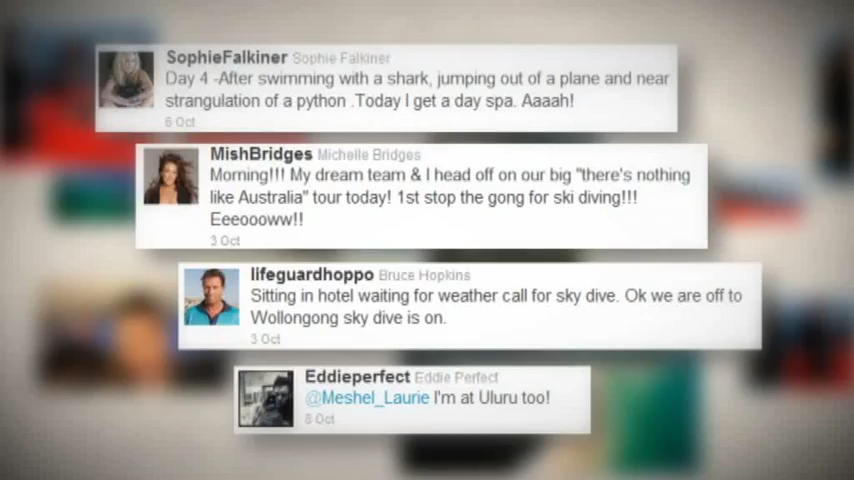 SophieFalkiner Sophie Falkiner
Day 4 -After swimming with a shark, jumping out of a plane and near
strangulation of a python .Today I get a day spa. Aaaah!
6 Oct
MishBridges Michelle Bridges
Morning!!! My dream team & I head off on our big "there's nothing
like Australia" tour today! 1st stop the gong for ski diving!!!
Eeeoooww!!
3 Oct
lifeguardhoppo Bruce Hopkins
Sitting in hotel waiting for weather call for sky dive. Ok we are off to
Wollongong sky dive is on.
3 Oct
Eddieperfect Eddie Perfect
@Meshel_Laurie I'm at Uluru too!
8 Oct